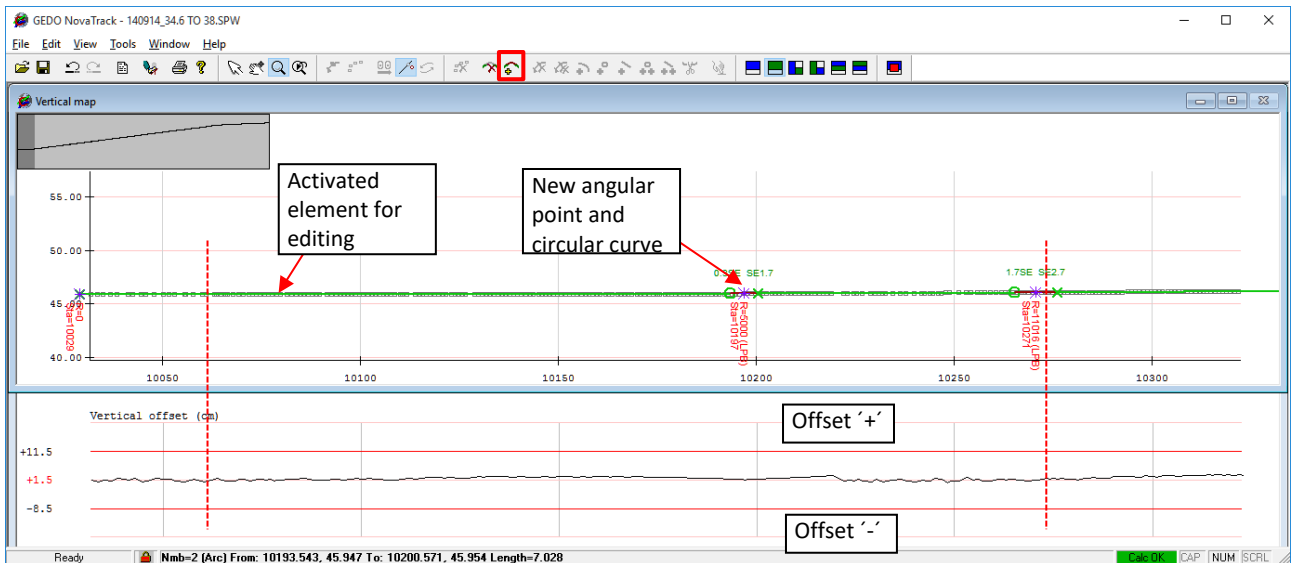 GEDO NovaTrack - 140914_34.6 TO 38.SPW
File Edit View Tools Window Help
Vertical map
Activated
element for
editing
New angular
point and
circular curve
55.00
50.00
45.00
40.00
R=0
Sta=10029
0.3SE SE1.7
R=5000 (LPB)
Sta=10197
1.7SE SE2.7
R=11016 (LPB)
Sta=10271
10050 10100 10150 10200 10250 10300
Vertical offset (cm)
Offset ´+´
+11.5
+1.5
-8.5
Offset ´-´
Ready Nmb=2 (Arc) From: 10193.543, 45.947 To: 10200.571, 45.954 Length=7.028 Calc OK CAP NUM SCRL